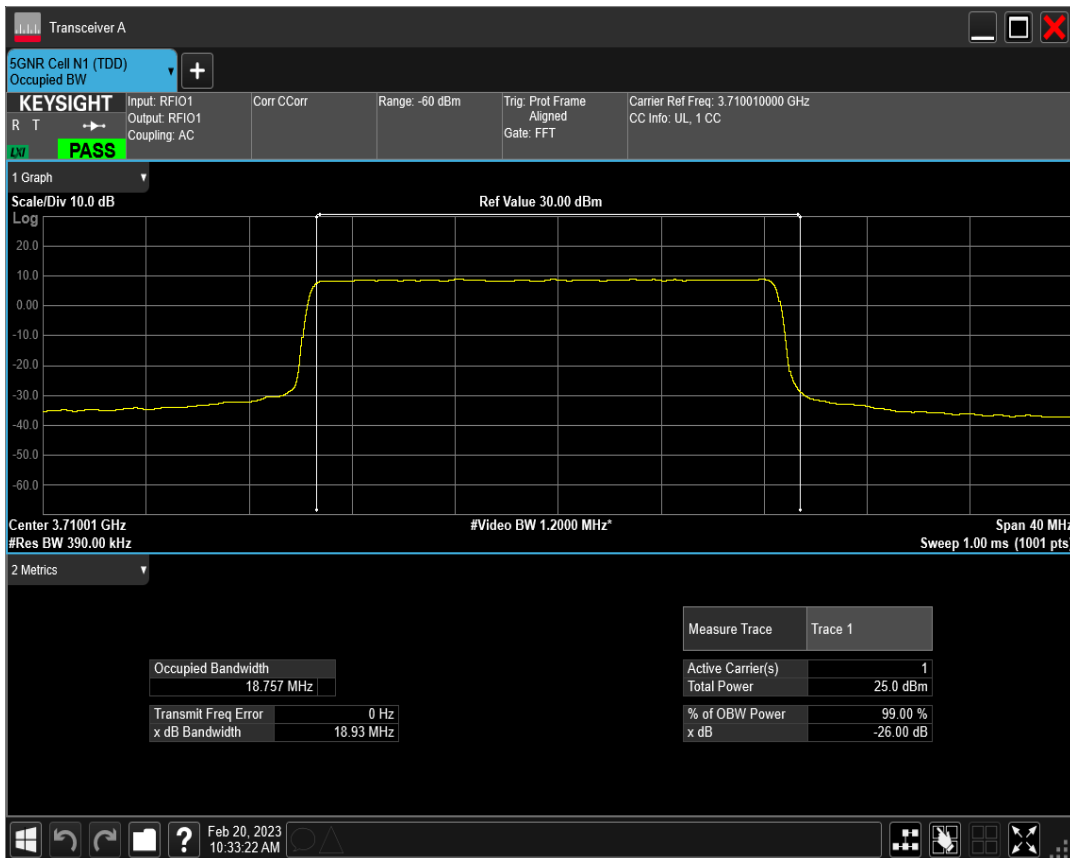 Transceiver A
5GNR Cell N1 (TDD)
Occupied BW
KEYSIGHT
R T
LXI
PASS
Input: RFIO1
Output: RFIO1
Coupling: AC
Corr CCorr
Range: -60 dBm
Trig: Prot Frame
Aligned
Gate: FFT
Carrier Ref Freq: 3.710010000 GHz
CC Info: UL, 1 CC
1 Graph
Scale/Div 10.0 dB
Ref Value 30.00 dBm
Log
20.0
10.0
0.00
-10.0
-20.0
-30.0
-40.0
-50.0
-60.0
Center 3.71001 GHz
#Video BW 1.2000 MHz*
Span 40 MHz
#Res BW 390.00 kHz
Sweep 1.00 ms (1001 pts)
2 Metrics
Measure Trace Trace 1
Occupied Bandwidth
18.757 MHz
Active Carrier(s) 1
Total Power 25.0 dBm
Transmit Freq Error 0 Hz
x dB Bandwidth 18.93 MHz
% of OBW Power 99.00 %
x dB -26.00 dB
?
Feb 20, 2023
10:33:22 AM